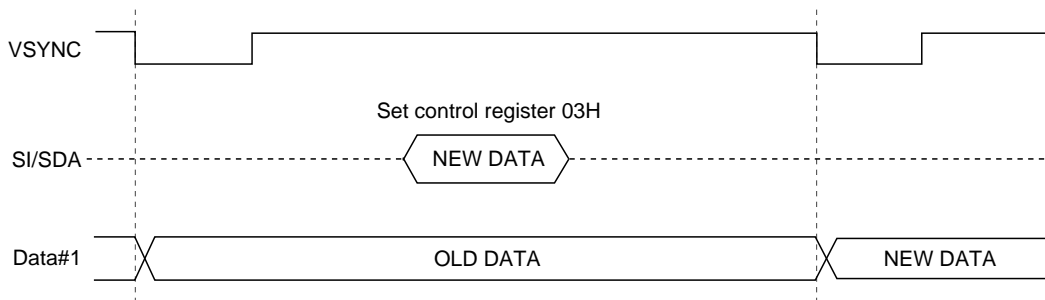 VSYNC
Set control register 03H
SI/SDA
NEW DATA
Data#1
OLD DATA
NEW DATA